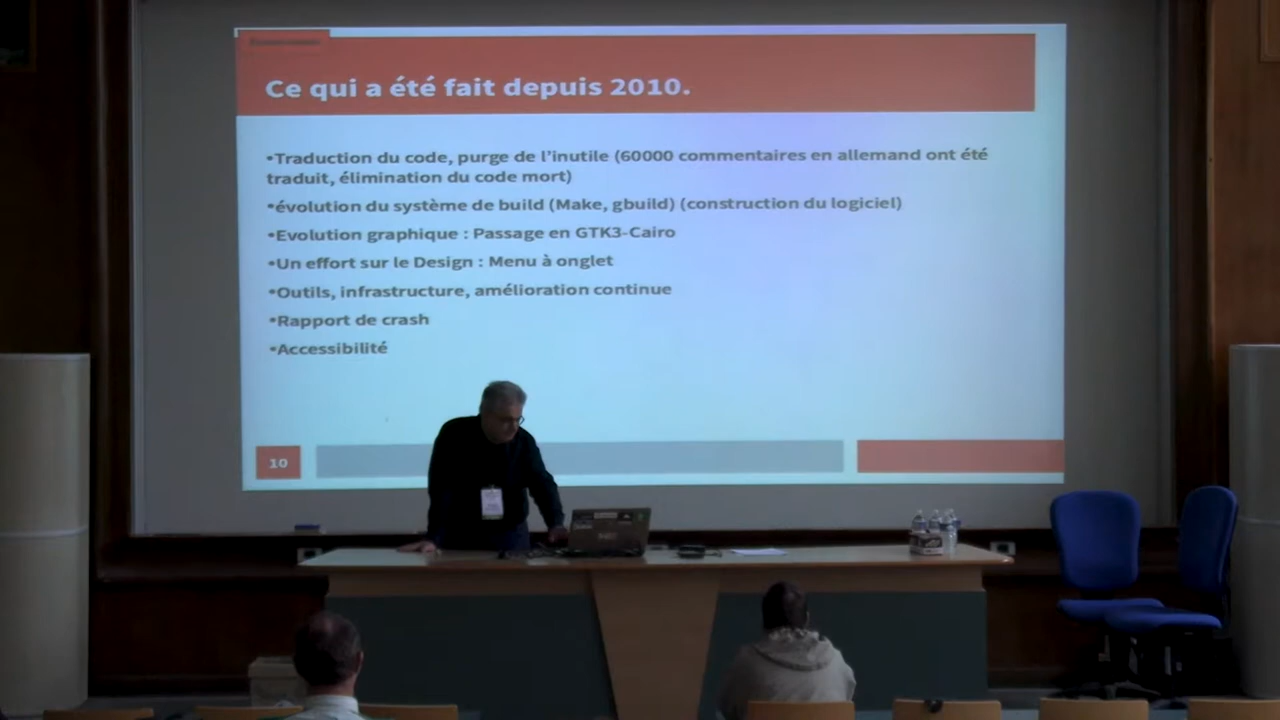 Ce qui a été fait depuis 2010.
•Traduction du code, purge de l'inutile (60000 commentaires en allemand ont été
traduit, élimination du code mort)
•évolution du système de build (Make, gbuild) (construction du logiciel)
•Evolution graphique : Passage en GTK3-Cairo
•Un effort sur le Design : Menu à onglet
•Outils, infrastructure, amélioration continue
•Rapport de crash
•Accessibilité
10